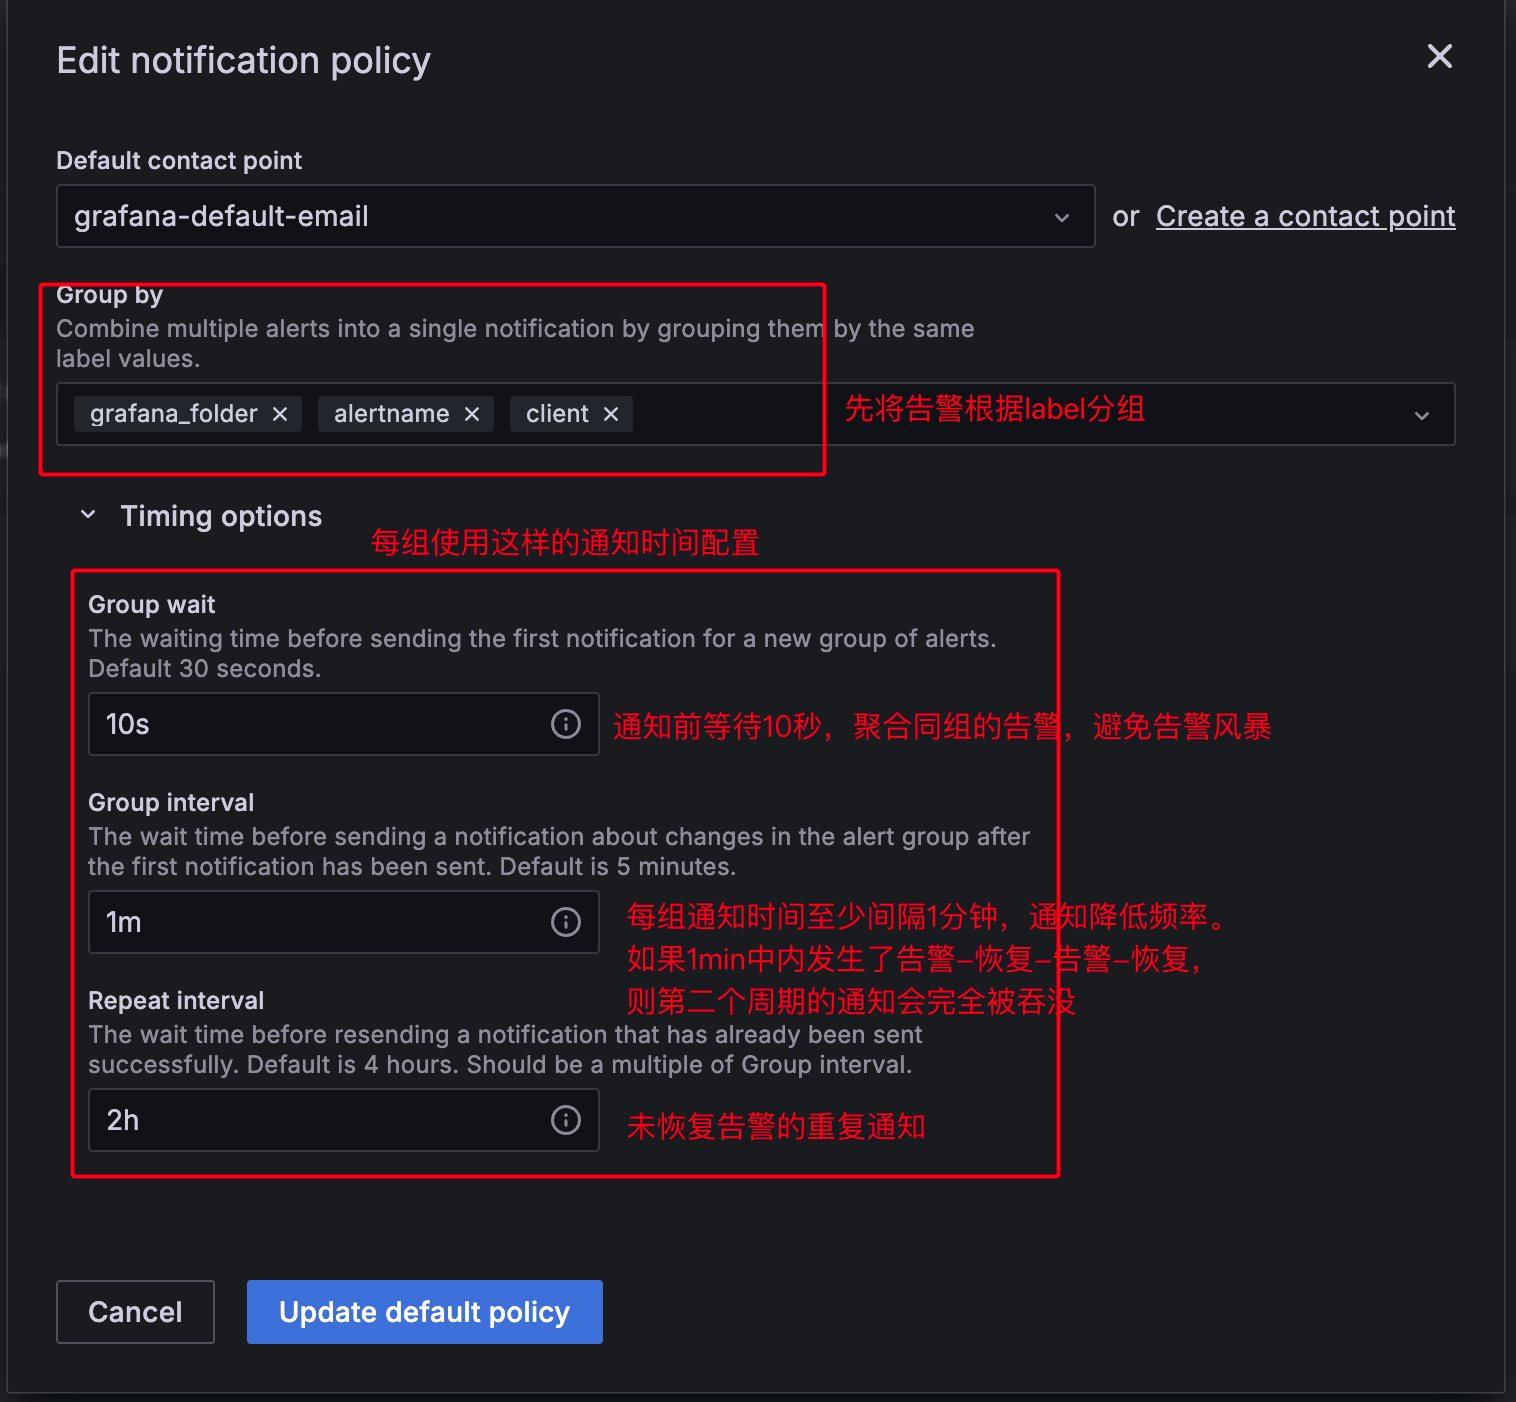 Edit notification policy
Default contact point
grafana-default-email
or Create a contact point
Group by
Combine multiple alerts into a single notification by grouping them by the same
label values.
grafana_folder
alertname
client
先将告警根据label分组
Timing options
每组使用这样的通知时间配置
Group wait
The waiting time before sending the first notification for a new group of alerts.
Default 30 seconds.
10s
通知前等待10秒，聚合同组的告警，避免告警风暴
Group interval
The wait time before sending a notification about changes in the alert group after
the first notification has been sent. Default is 5 minutes.
1m
每组通知时间至少间隔1分钟，通知降低频率。
如果1min中内发生了告警-恢复-告警-恢复，
则第二个周期的通知会完全被吞没
Repeat interval
The wait time before resending a notification that has already been sent
successfully. Default is 4 hours. Should be a multiple of Group interval.
2h
未恢复告警的重复通知
Cancel
Update default policy